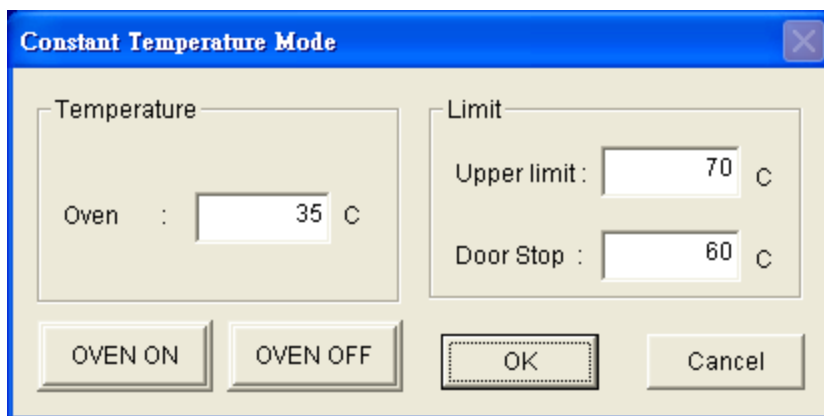 Constant Temperature Mode
Temperature
Oven : 35 C
Limit
Upper limit : 70 C
Door Stop : 60 C
OVEN ON
OVEN OFF
OK
Cancel